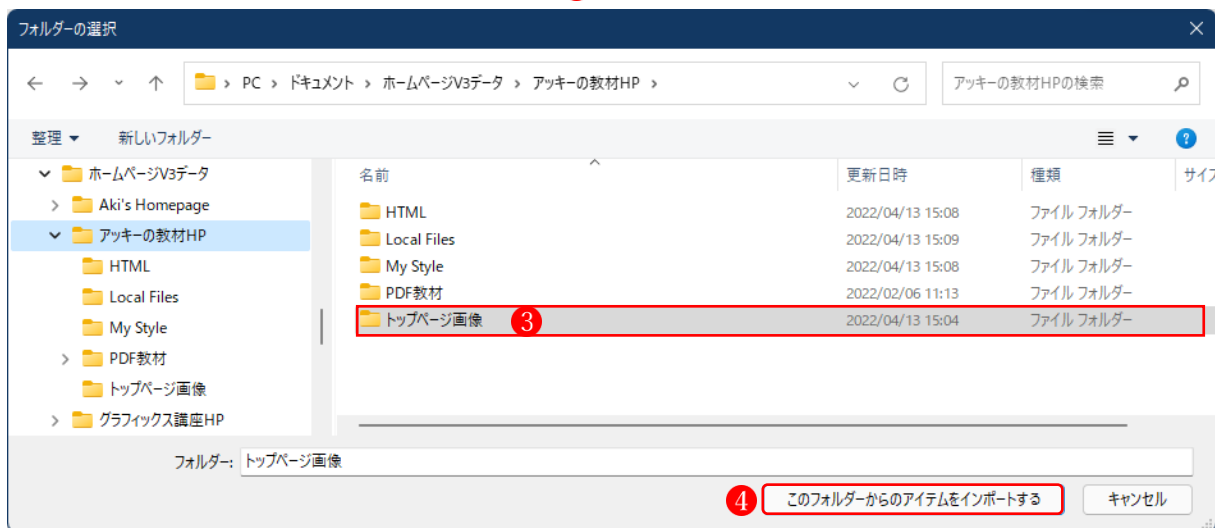 フォルダーの選択
PC › ドキュメント › ホームページV3データ › アッキーの教材HP ›
アッキーの教材HPの検索
整理 新しいフォルダー
ホームページV3データ
Aki's Homepage
アッキーの教材HP
HTML
Local Files
My Style
PDF教材
トップページ画像
グラフィックス講座HP
名前 更新日時 種類 サイズ
HTML 2022/04/13 15:08 ファイル フォルダー
Local Files 2022/04/13 15:09 ファイル フォルダー
My Style 2022/04/13 15:08 ファイル フォルダー
PDF教材 2022/02/06 11:13 ファイル フォルダー
トップページ画像 3 2022/04/13 15:04 ファイル フォルダー
フォルダー: トップページ画像
4 このフォルダーからのアイテムをインポートする キャンセル